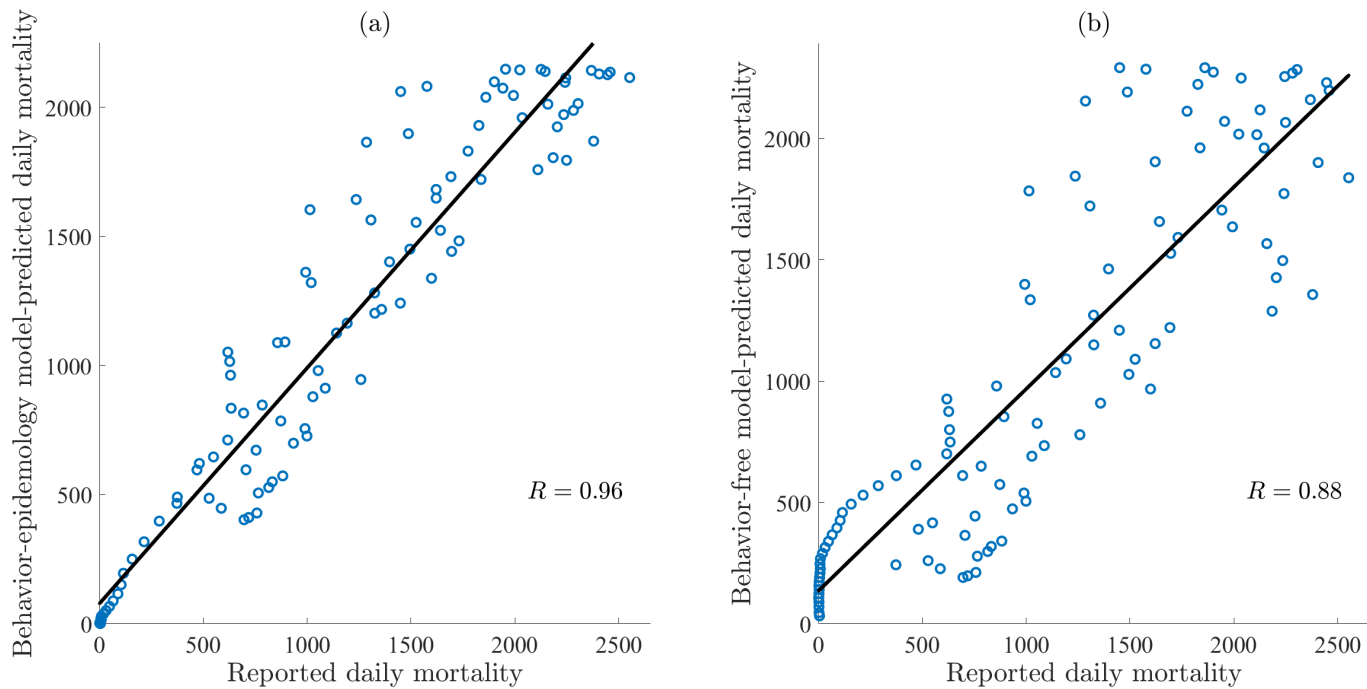 (a)
Behavior-epidemology model-predicted daily mortality
2000
1500
1000
500
0
0 500 1000 1500 2000 2500
Reported daily mortality
R = 0.96
(b)
Behavior-free model-predicted daily mortality
2000
1500
1000
500
0
0 500 1000 1500 2000 2500
Reported daily mortality
R = 0.88